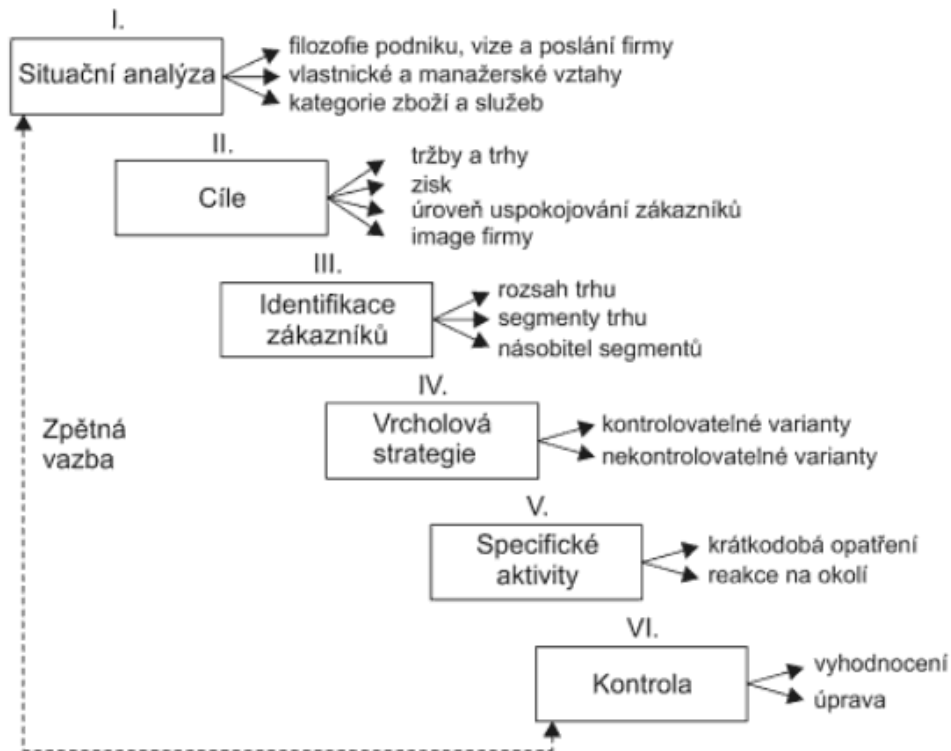 I.
Situační analýza
filozofie podniku, vize a poslání firmy
vlastnické a manažerské vztahy
kategorie zboží a služeb
II.
Cíle
tržby a trhy
zisk
úroveň uspokojování zákazníků
image firmy
III.
Identifikace
zákazníků
rozsah trhu
segmenty trhu
násobitel segmentů
IV.
Vrcholová
strategie
kontrolovatelné varianty
nekontrolovatelné varianty
Zpětná
vazba
V.
Specifické
aktivity
krátkodobá opatření
reakce na okolí
VI.
Kontrola
vyhodnocení
úprava